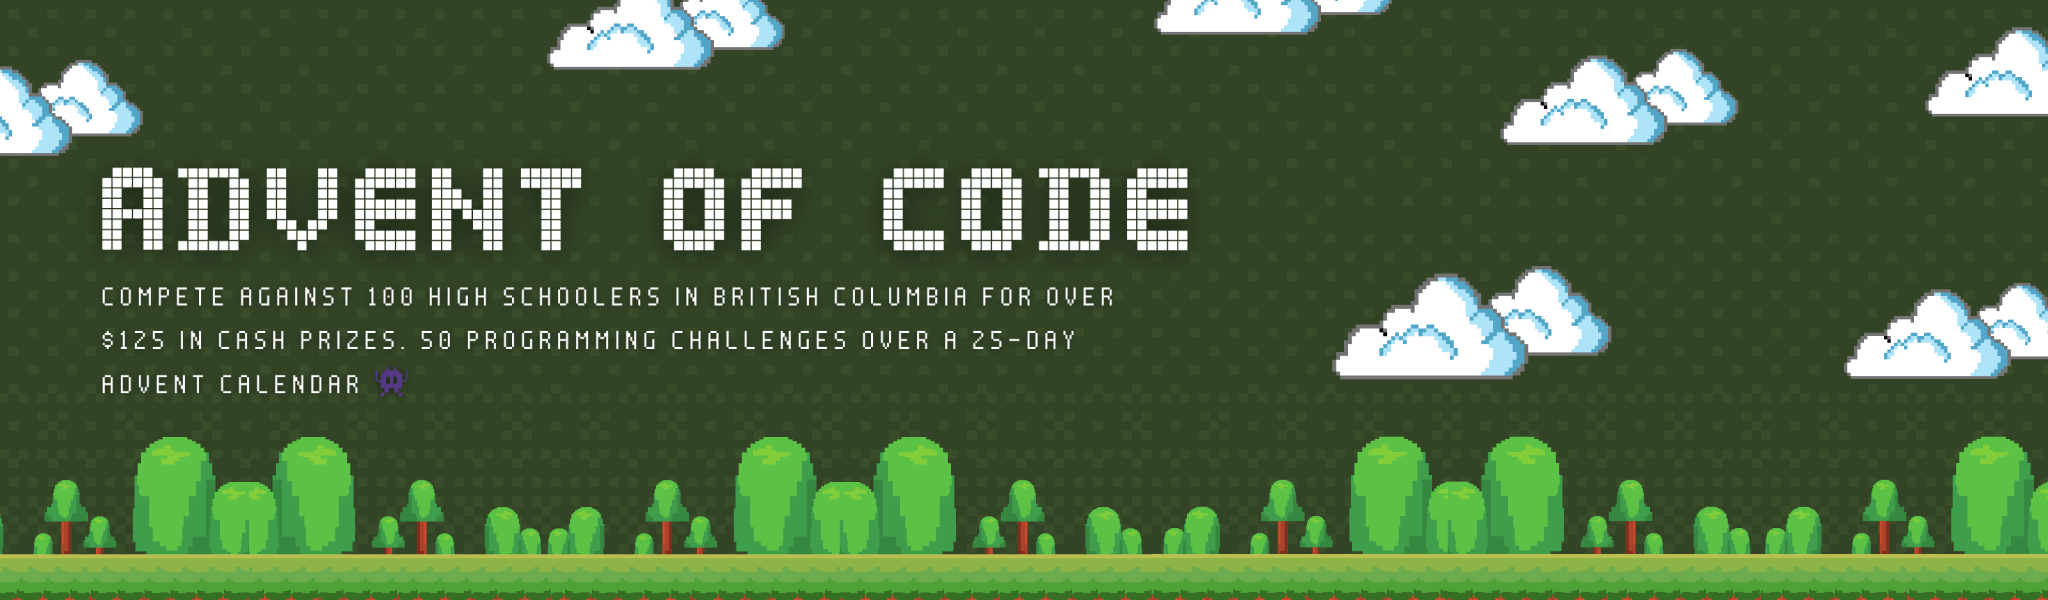 ADVENT OF CODE
COMPETE AGAINST 100 HIGH SCHOOLERS IN BRITISH COLUMBIA FOR OVER
$125 IN CASH PRIZES. 50 PROGRAMMING CHALLENGES OVER A 25-DAY
ADVENT CALENDAR 👾